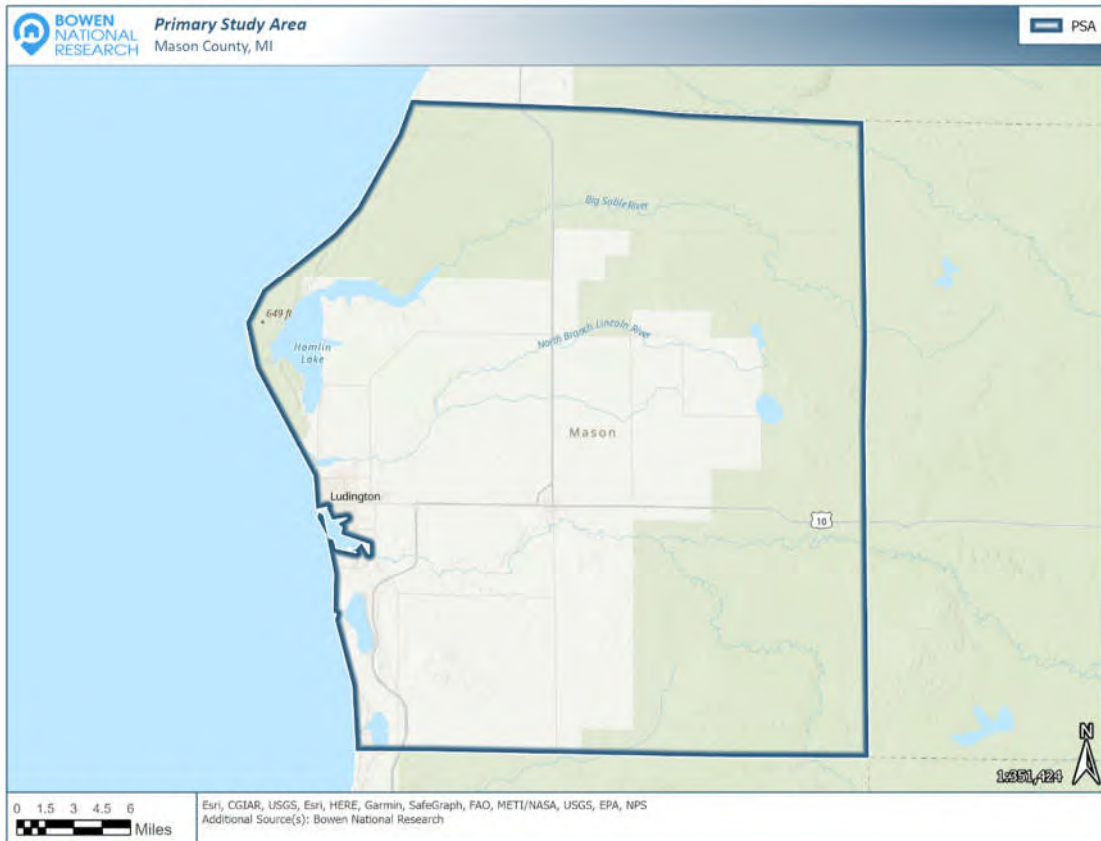 BOWEN
NATIONAL
RESEARCH
Primary Study Area
Mason County, MI
PSA
Big Sable River
649 ft
Hamlin
Lake
North Branch Lincoln River
Mason
Ludington
10
N
1:351,424
0 1.5 3 4.5 6
Miles
Esri, CGIAR, USGS, Esri, HERE, Garmin, SafeGraph, FAO, METI/NASA, USGS, EPA, NPS
Additional Source(s): Bowen National Research